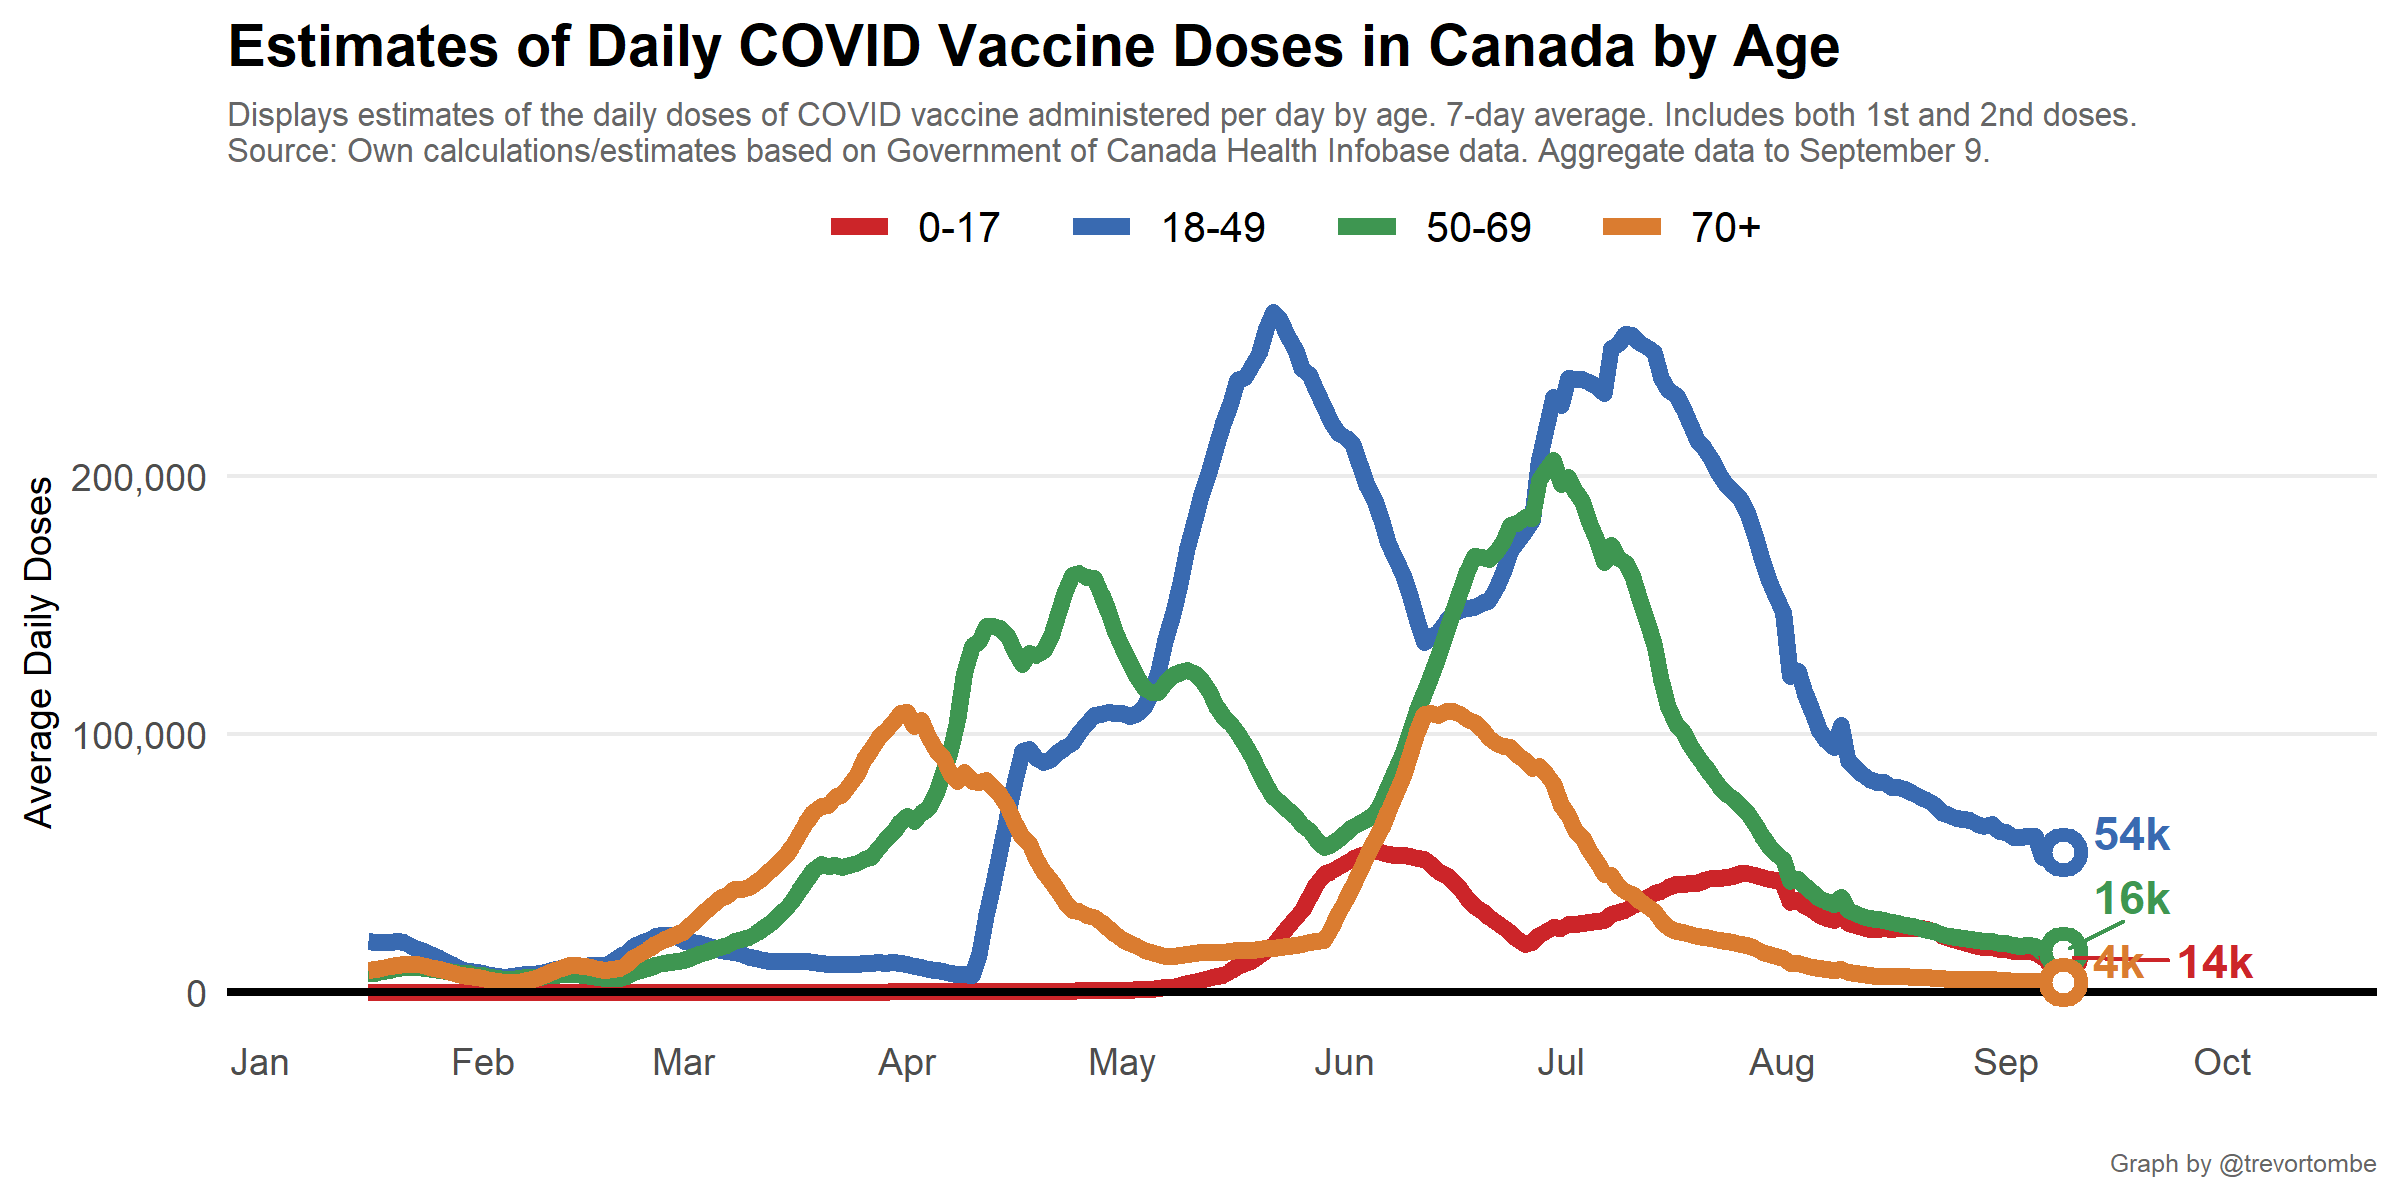 Estimates of Daily COVID Vaccine Doses in Canada by Age
Displays estimates of the daily doses of COVID vaccine administered per day by age. 7-day average. Includes both 1st and 2nd doses.
Source: Own calculations/estimates based on Government of Canada Health Infobase data. Aggregate data to September 9.
0-17 18-49 50-69 70+
Average Daily Doses
200,000
100,000
0
54k
16k
4k 14k
Jan Feb Mar Apr May Jun Jul Aug Sep Oct
Graph by @trevortombe